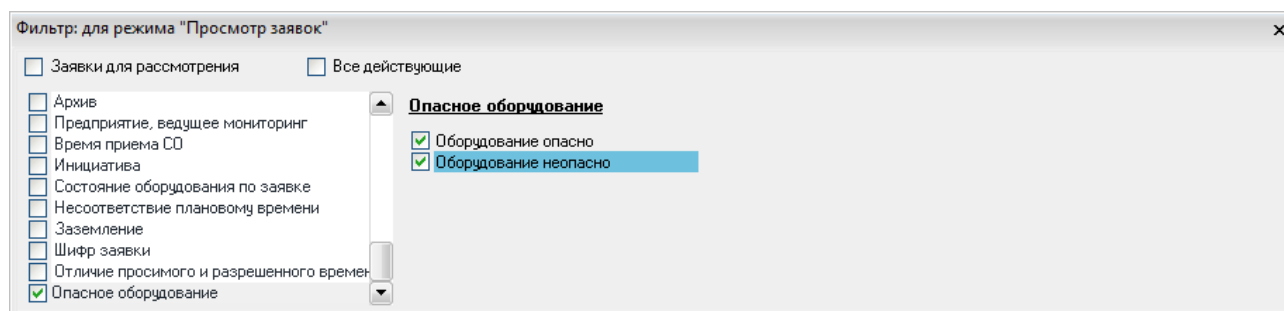 Фильтр: для режима "Просмотр заявок"
Заявки для рассмотрения
Все действующие
Архив
Предприятие, ведущее мониторинг
Время приема СО
Инициатива
Состояние оборудования по заявке
Несоответствие плановому времени
Заземление
Шифр заявки
Отличие просимого и разрешенного времен
Опасное оборудование
Опасное оборудование
Оборудование опасно
Оборудование неопасно